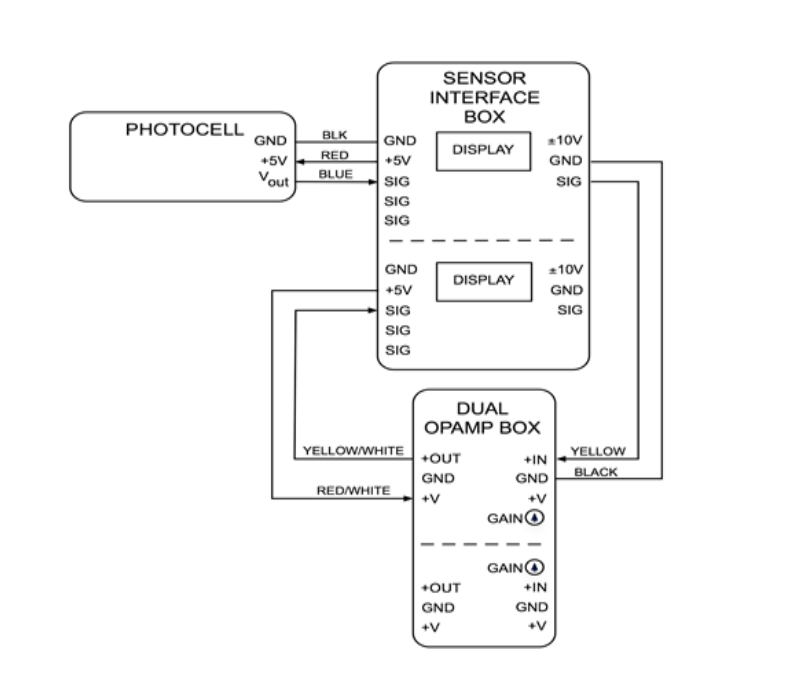 SENSOR
INTERFACE
BOX
PHOTOCELL
GND
+5V
Vout
BLK
RED
BLUE
GND
+5V
SIG
SIG
SIG
DISPLAY
±10V
GND
SIG
GND
+5V
SIG
SIG
SIG
DISPLAY
±10V
GND
SIG
DUAL
OPAMP BOX
YELLOW/WHITE
RED/WHITE
+OUT
GND
+V
+IN
GND
+V
GAIN
YELLOW
BLACK
GAIN
+OUT
GND
+V
+IN
GND
+V